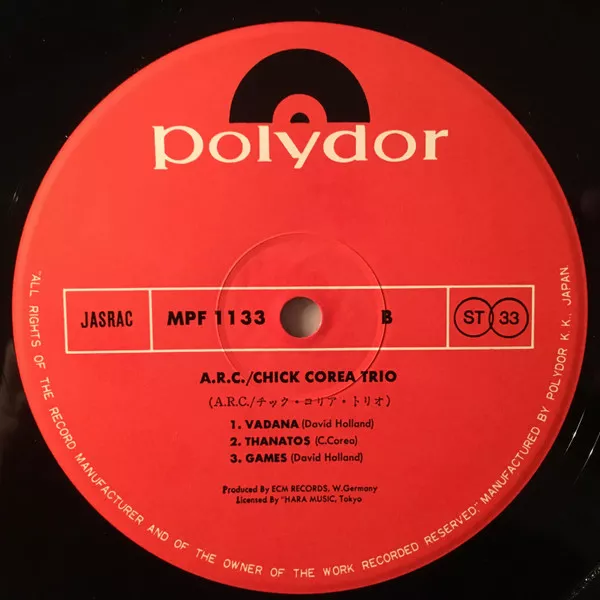 polydor
JASRAC MPF 1133 B ST 33
A.R.C./CHICK COREA TRIO
(A.R.C./チック・コリア・トリオ)
1. VADANA (David Holland)
2. THANATOS (C.Corea)
3. GAMES (David Holland)
Produced By ECM RECORDS, W.Germany
Licensed By "HARA MUSIC, Tokyo
"ALL RIGHTS OF THE RECORD MANUFACTURER AND OF THE OWNER OF THE WORK RECORDED RESERVED; MANUFACTURED BY POLYDOR K.K., JAPAN.